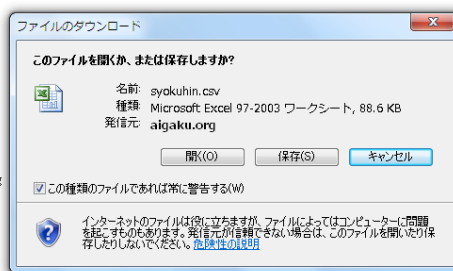 ファイルのダウンロード
このファイルを開くか、または保存しますか?
名前: syokuhin.csv
種類: Microsoft Excel 97-2003 ワークシート, 88.6 KB
発信元: aigaku.org
開く(O) 保存(S) キャンセル
この種類のファイルであれば常に警告する(W)
インターネットのファイルは役に立ちますが、ファイルによってはコンピューターに問題
を起こすものもあります。発信元が信頼できない場合は、このファイルを開いたり保
存したりしないでください。危険性の説明